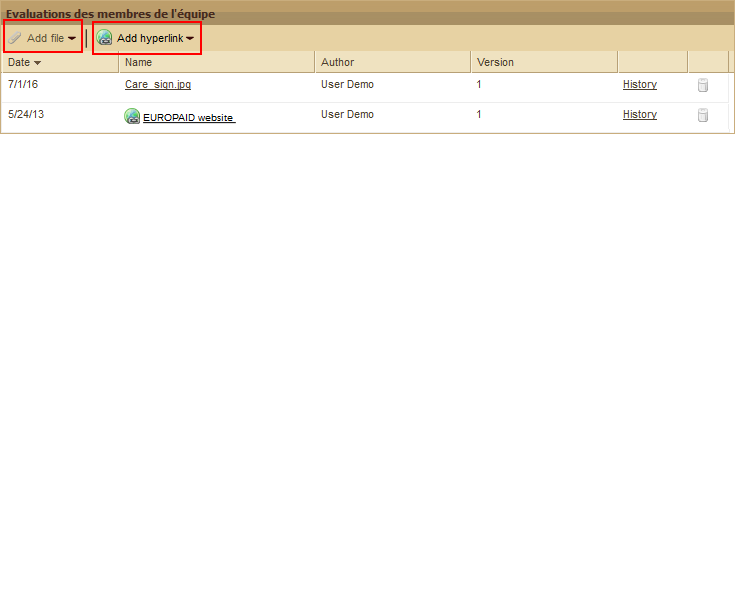 Evaluations des membres de l'équipe
Add file Add hyperlink
Date Name Author Version
7/1/16 Care_sign.jpg User Demo 1 History
5/24/13 EUROPAID website User Demo 1 History